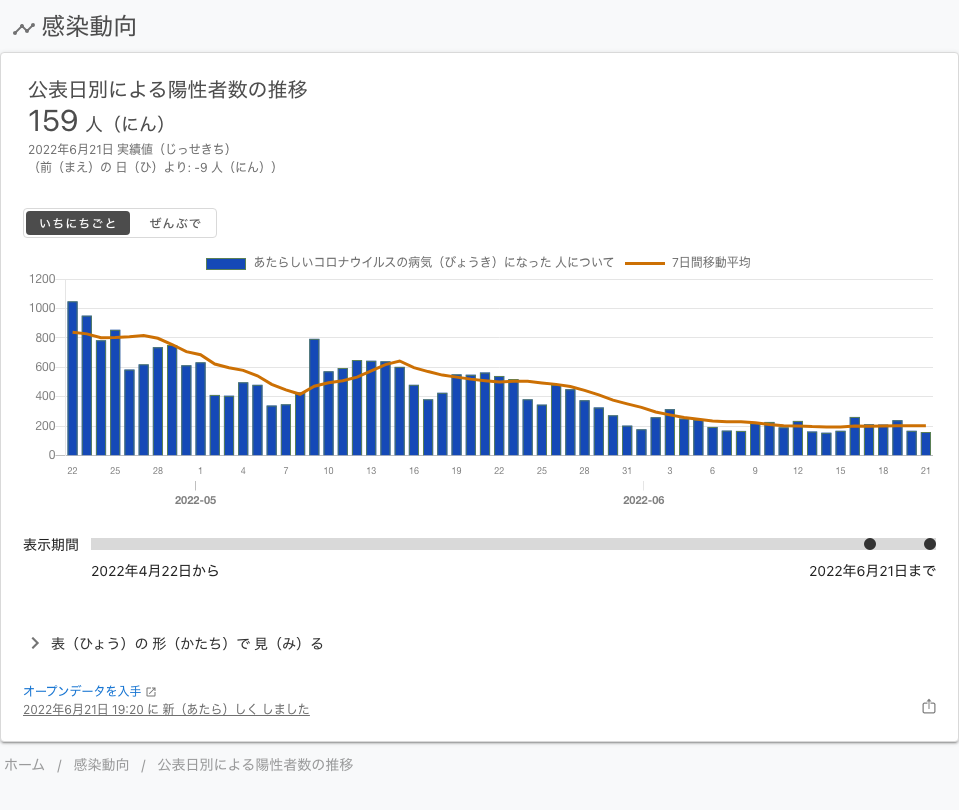 感染動向
公表日別による陽性者数の推移
159 人（にん）
2022年6月21日 実績値（じっせきち）
（前（まえ）の 日（ひ）より: -9 人（にん））
いちにちごと ぜんぶで
あたらしいコロナウイルスの病気（びょうき）になった 人について 7日間移動平均
1200
1000
800
600
400
200
0
22 25 28 1 4 7 10 13 16 19 22 25 28 31 3 6 9 12 15 18 21
2022-05 2022-06
表示期間
2022年4月22日から 2022年6月21日まで
表（ひょう）の 形（かたち）で 見（み）る
オープンデータを入手
2022年6月21日 19:20 に 新（あたら）しく しました
ホーム / 感染動向 / 公表日別による陽性者数の推移